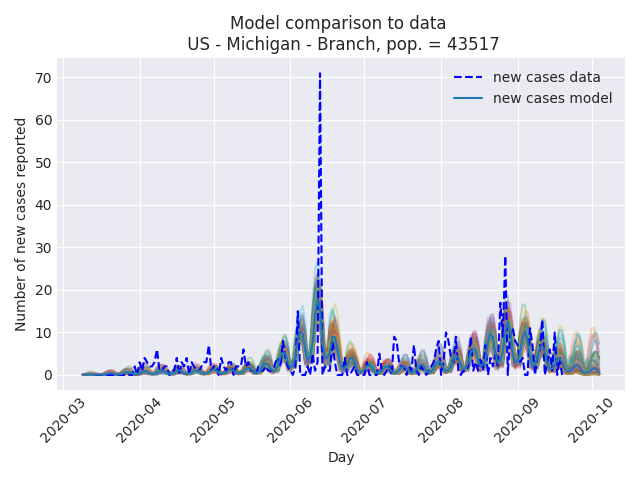 Model comparison to data
US - Michigan - Branch, pop. = 43517
new cases data
new cases model
Number of new cases reported
70
60
50
40
30
20
10
0
2020-03
2020-04
2020-05
2020-06
2020-07
2020-08
2020-09
2020-10
Day